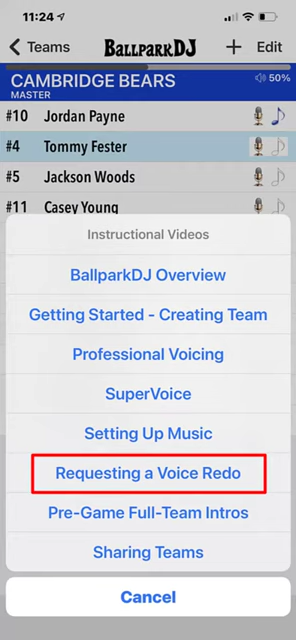 11:24
Teams BALLPARKDJ + Edit
CAMBRIDGE BEARS 50%
MASTER
#10 Jordan Payne
#4 Tommy Fester
#5 Jackson Woods
#11 Casey Young
Instructional Videos
BallparkDJ Overview
Getting Started - Creating Team
Professional Voicing
SuperVoice
Setting Up Music
Requesting a Voice Redo
Pre-Game Full-Team Intros
Sharing Teams
Cancel